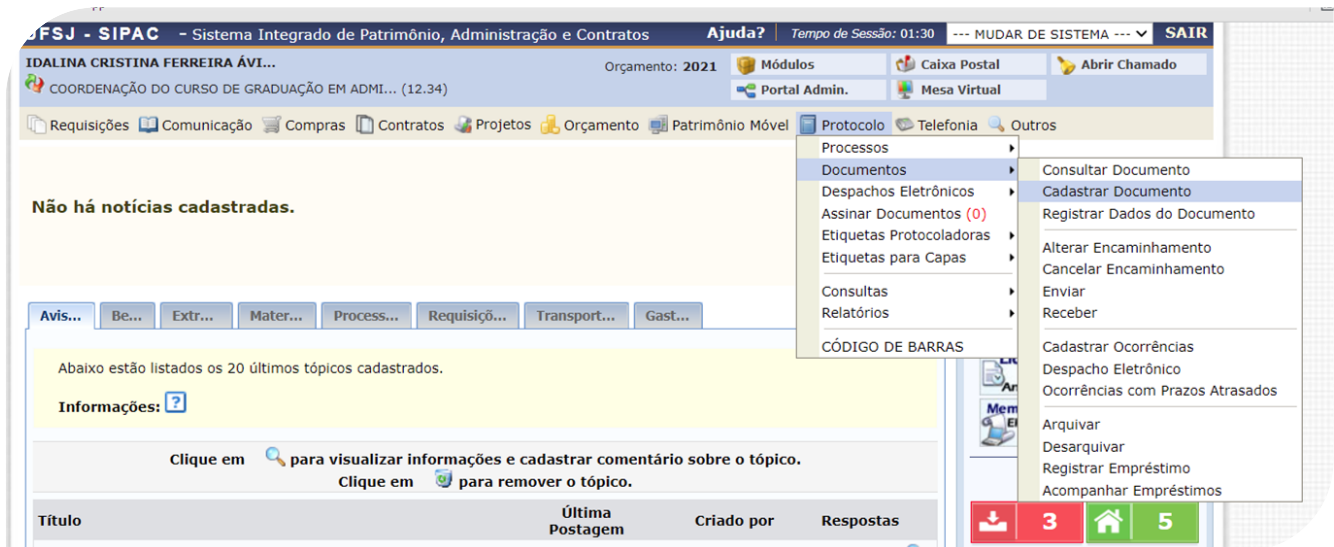 UFSJ - SIPAC - Sistema Integrado de Patrimônio, Administração e Contratos Ajuda? Tempo de Sessão: 01:30 --- MUDAR DE SISTEMA --- SAIR
IDALINA CRISTINA FERREIRA ÁVI... Orçamento: 2021 Módulos Caixa Postal Abrir Chamado
COORDENAÇÃO DO CURSO DE GRADUAÇÃO EM ADMI... (12.34) Portal Admin. Mesa Virtual
Requisições Comunicação Compras Contratos Projetos Orçamento Patrimônio Móvel Protocolo Telefonia Outros
Processos
Documentos
Despachos Eletrônicos
Assinar Documentos (0)
Etiquetas Protocoladoras
Etiquetas para Capas
Consultas
Relatórios
CÓDIGO DE BARRAS
Consultar Documento
Cadastrar Documento
Registrar Dados do Documento
Alterar Encaminhamento
Cancelar Encaminhamento
Enviar
Receber
Cadastrar Ocorrências
Despacho Eletrônico
Ocorrências com Prazos Atrasados
Arquivar
Desarquivar
Registrar Empréstimo
Acompanhar Empréstimos
Não há notícias cadastradas.
Avis... Be... Extr... Mater... Process... Requisiçõ... Transport... Gast...
Abaixo estão listados os 20 últimos tópicos cadastrados.
Informações: ?
Clique em para visualizar informações e cadastrar comentário sobre o tópico.
Clique em para remover o tópico.
Título Última Postagem Criado por Respostas
3 5